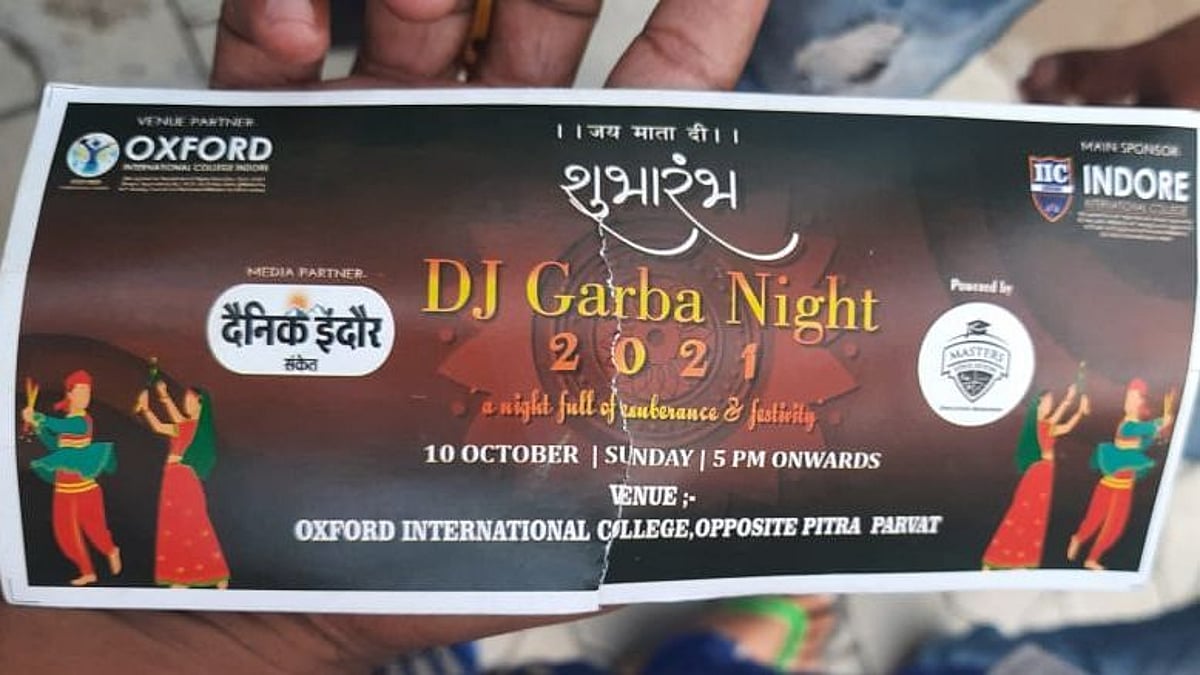 VENUE PARTNER
OXFORD
INTERNATIONAL COLLEGE INDORE
।।जय माता दी।।
शुभारंभ
MAIN SPONSOR
IIC
INDORE
INTERNATIONAL COLLEGE
MEDIA PARTNER
दैनिक इंदौर
संकेत
DJ Garba Night
2021
a night full of exuberance & festivity
Powered by
MASTERS
10 OCTOBER | SUNDAY | 5 PM ONWARDS
VENUE ;-
OXFORD INTERNATIONAL COLLEGE,OPPOSITE PITRA PARVAT